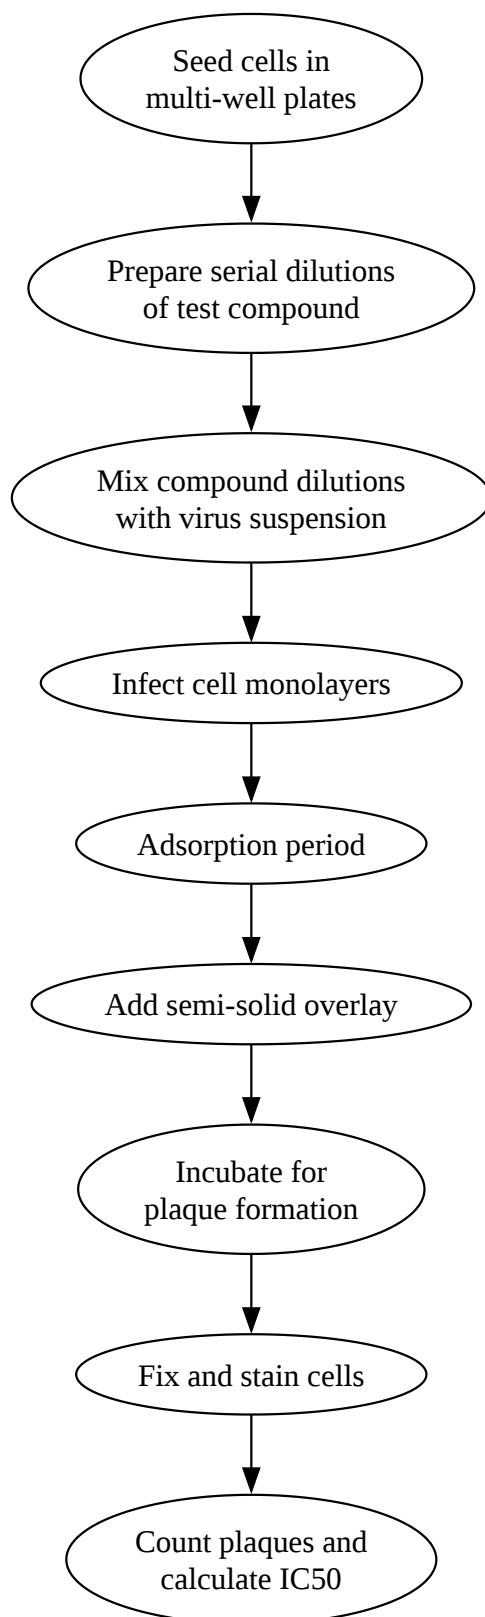 Seed cells in
multi-well plates
Prepare serial dilutions
of test compound
Mix compound dilutions
with virus suspension
Infect cell monolayers
Adsorption period
Add semi-solid overlay
Incubate for
plaque formation
Fix and stain cells
Count plaques and
calculate IC50